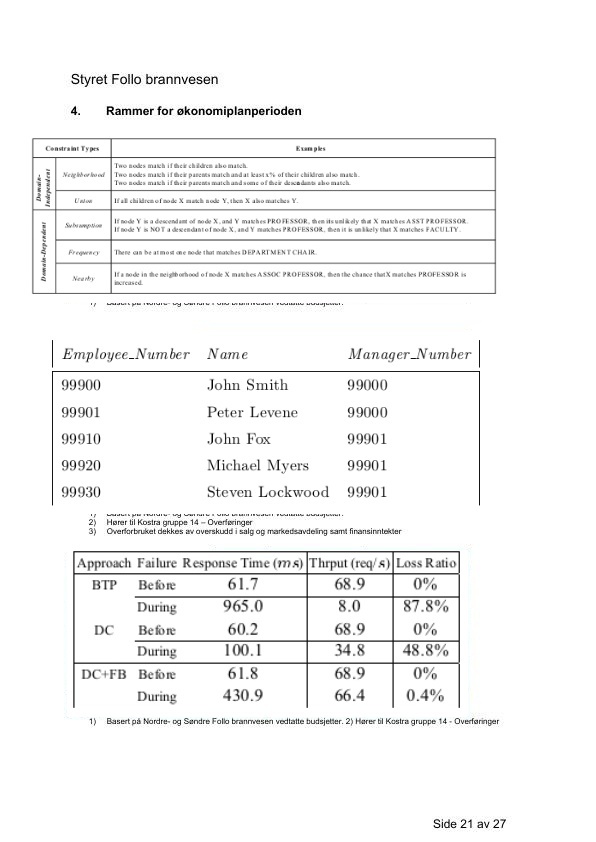 Styret Follo brannvesen
4. Rammer for økonomiplanperioden
Constraint Types Examples
Domain-Independent
Neighborhood
Two nodes match if their children also match.
Two nodes match if their parents match and at least x% of their children also match.
Two nodes match if their parents match and some of their descendants also match.
Union If all children of node X match node Y, then X also matches Y.
Domain-Dependent
Subsumption
If node Y is a descendant of node X, and Y matches PROFESSOR, then its unlikely that X matches ASST PROFESSOR.
If node Y is NOT a descendant of node X, and Y matches PROFESSOR, then it is unlikely that X matches FACULTY.
Frequency There can be at most one node that matches DEPARTMENT CHAIR.
Nearby
If a node in the neighborhood of node X matches ASSOC PROFESSOR, then the chance that X matches PROFESSOR is
increased.
1) Basert på Nordre- og Søndre Follo brannvesen vedtatte budsjetter.
Employee_Number Name Manager_Number
99900 John Smith 99000
99901 Peter Levene 99000
99910 John Fox 99901
99920 Michael Myers 99901
99930 Steven Lockwood 99901
1) Basert på Nordre- og Søndre Follo brannvesen vedtatte budsjetter.
2) Hører til Kostra gruppe 14 – Overføringer
3) Overforbruket dekkes av overskudd i salg og markedsavdeling samt finansinntekter
Approach Failure Response Time (ms) Thrput (req/s) Loss Ratio
BTP Before 61.7 68.9 0%
During 965.0 8.0 87.8%
DC Before 60.2 68.9 0%
During 100.1 34.8 48.8%
DC+FB Before 61.8 68.9 0%
During 430.9 66.4 0.4%
1) Basert på Nordre- og Søndre Follo brannvesen vedtatte budsjetter. 2) Hører til Kostra gruppe 14 - Overføringer
Side 21 av 27